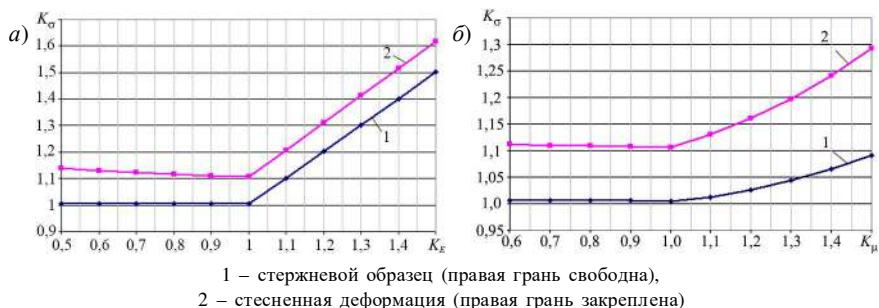 а)
Kσ
1,6
1,5
1,4
1,3
1,2
1,1
1
0,9
0,5 0,6 0,7 0,8 0,9 1 1,1 1,2 1,3 1,4 KE
2
1
б)
Kσ
1,3
1,25
1,2
1,15
1,1
1,05
1,0
0,95
0,6 0,7 0,8 0,9 1,0 1,1 1,2 1,3 1,4 Kμ
2
1
1 – стержневой образец (правая грань свободна),
2 – стесненная деформация (правая грань закреплена)